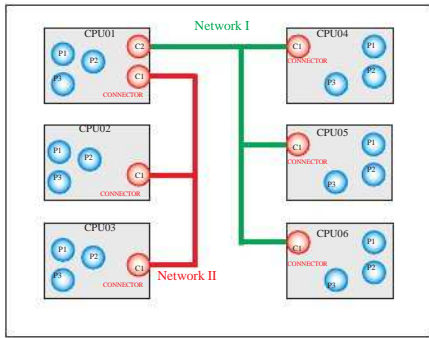 Network I
CPU01
C2
P1
P2
C1
P3
CONNECTOR
CPU04
C1
P1
CONNECTOR
P2
P3
CPU02
P1
P2
P3
C1
CONNECTOR
CPU05
C1
P1
CONNECTOR
P2
P3
CPU03
P1
P2
C1
P3
CONNECTOR
CPU06
C1
P1
CONNECTOR
P2
P3
Network II